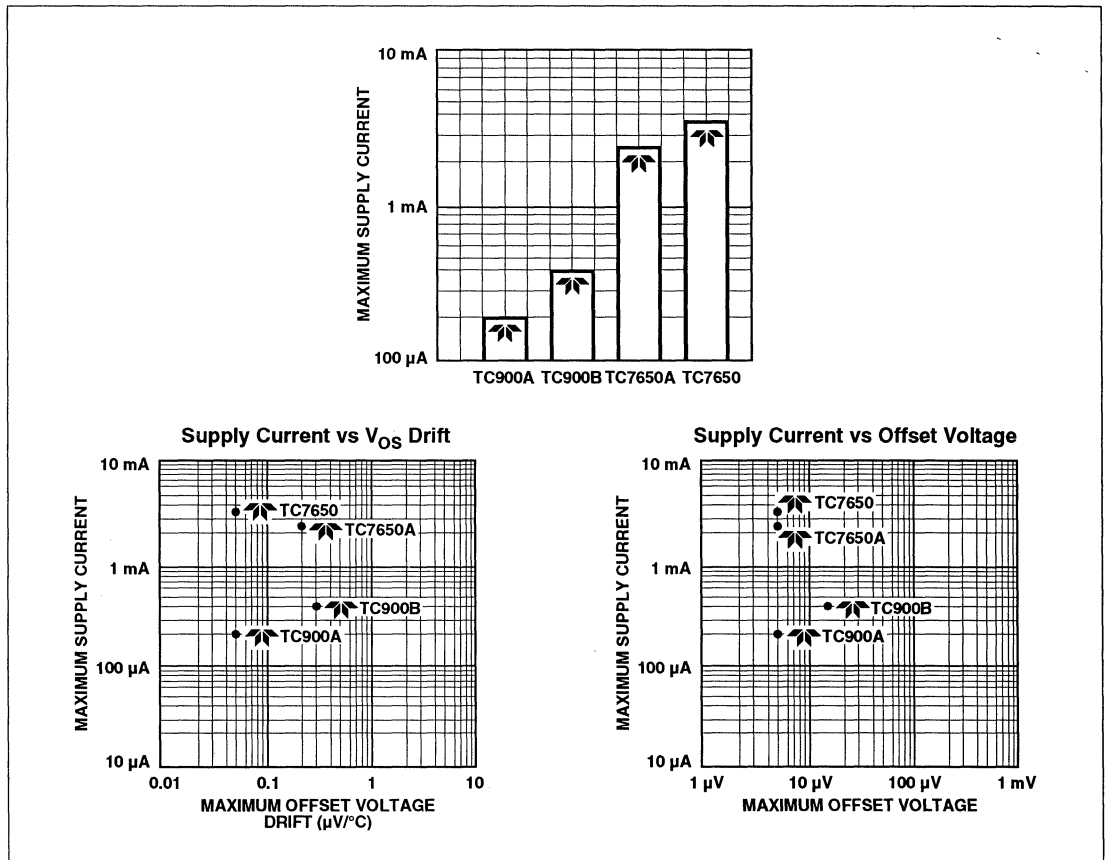 10 mA
1 mA
100 µA
MAXIMUM SUPPLY CURRENT
TC900A TC900B TC7650A TC7650
Supply Current vs VOS Drift
10 mA
1 mA
100 µA
10 µA
MAXIMUM SUPPLY CURRENT
TC7650
TC7650A
TC900B
TC900A
0.01 0.1 1 10
MAXIMUM OFFSET VOLTAGE
DRIFT (µV/°C)
Supply Current vs Offset Voltage
10 mA
1 mA
100 µA
10 µA
MAXIMUM SUPPLY CURRENT
TC7650
TC7650A
TC900B
TC900A
1 µV 10 µV 100 µV 1 mV
MAXIMUM OFFSET VOLTAGE